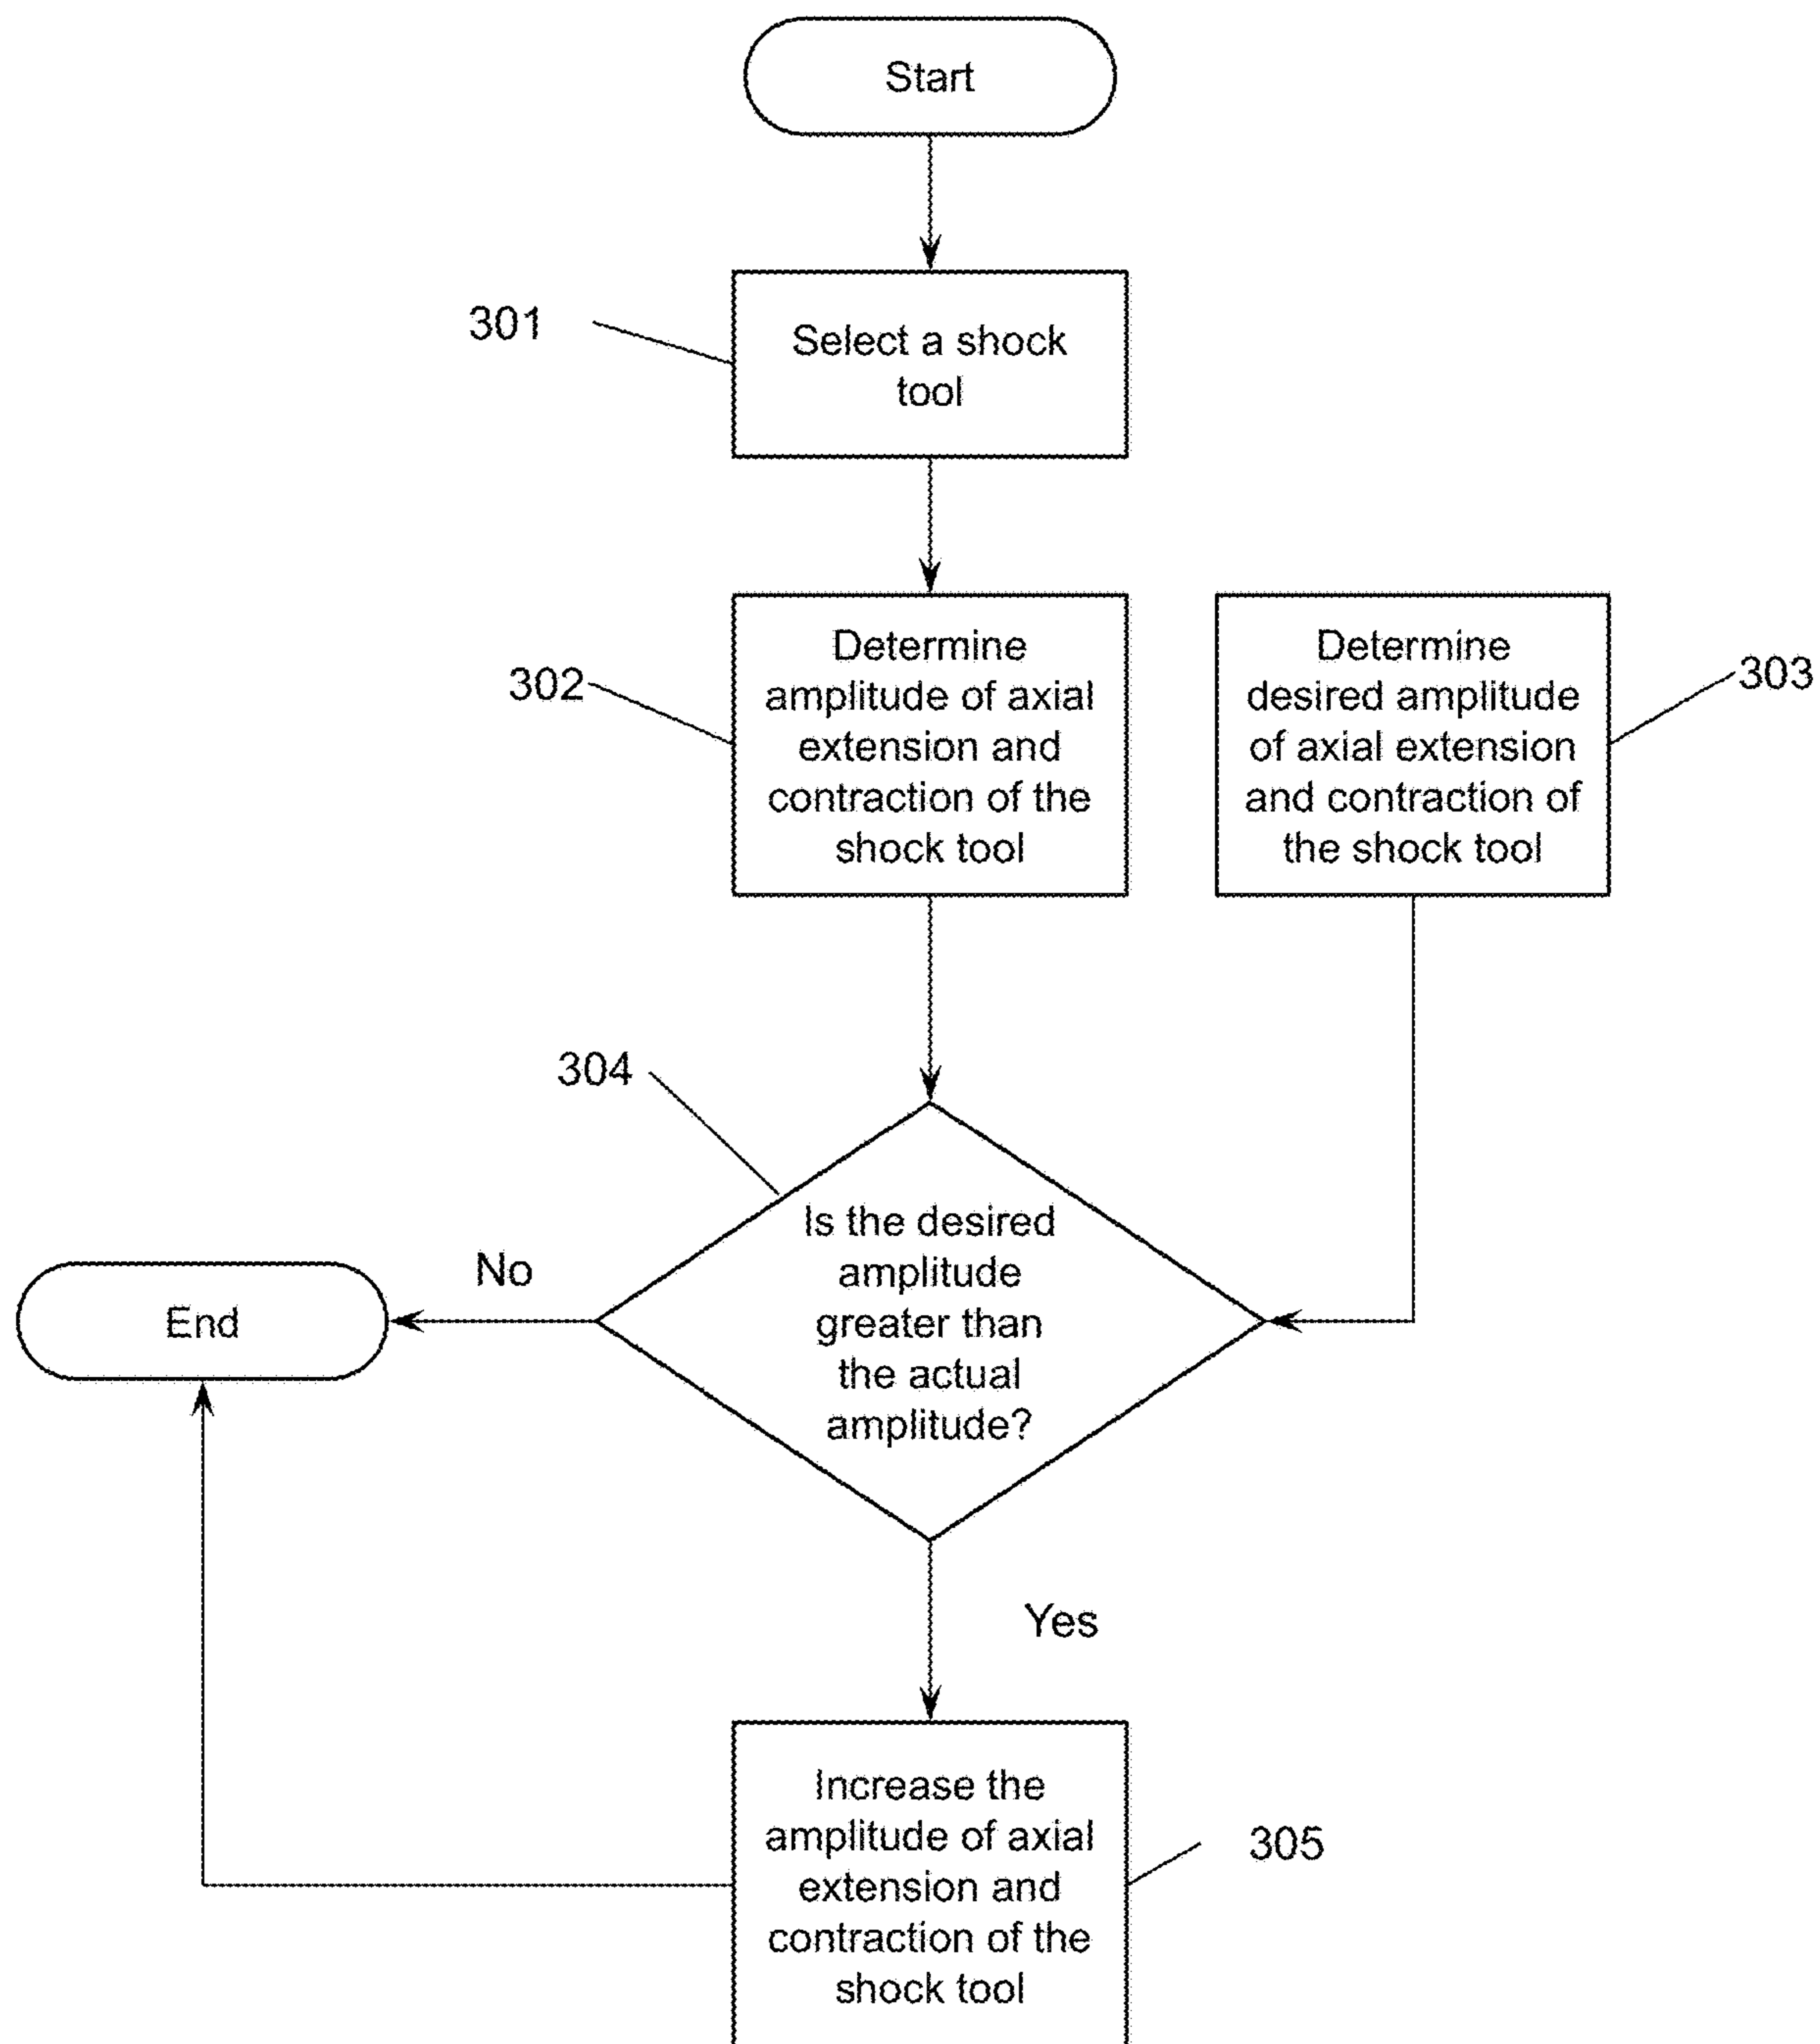 Start
301
Select a shock
tool
302
Determine
amplitude of axial
extension and
contraction of the
shock tool
Determine
desired amplitude
of axial extension
and contraction of
the shock tool
303
304
Is the desired
amplitude
greater than
the actual
amplitude?
No
End
Yes
Increase the
amplitude of axial
extension and
contraction of the
shock tool
305